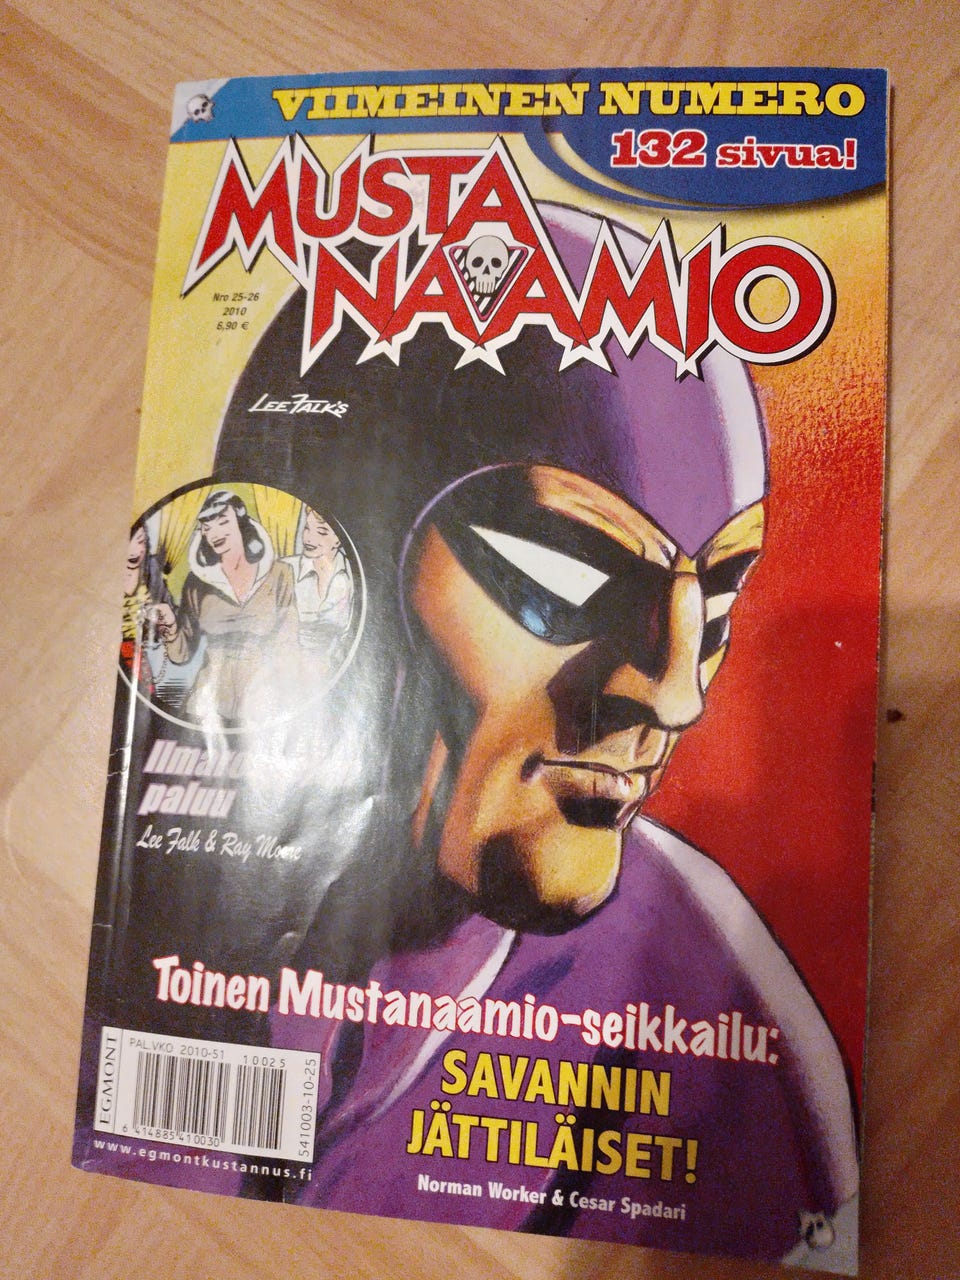 VIIMEINEN NUMERO
132 sivua!
MUSTA
NAAMIO
Nro 25-26
2010
6,90 €
LEE FALK'S
paluu
Lee Falk & Ray Moore
Toinen Mustanaamio-seikkailu:
SAVANNIN
JÄTTILÄISET!
Norman Worker & Cesar Spadari
EGMONT
PAL.VKO 2010-51
10025
6 414885 410030
541003-10-25
www.egmontkustannus.fi